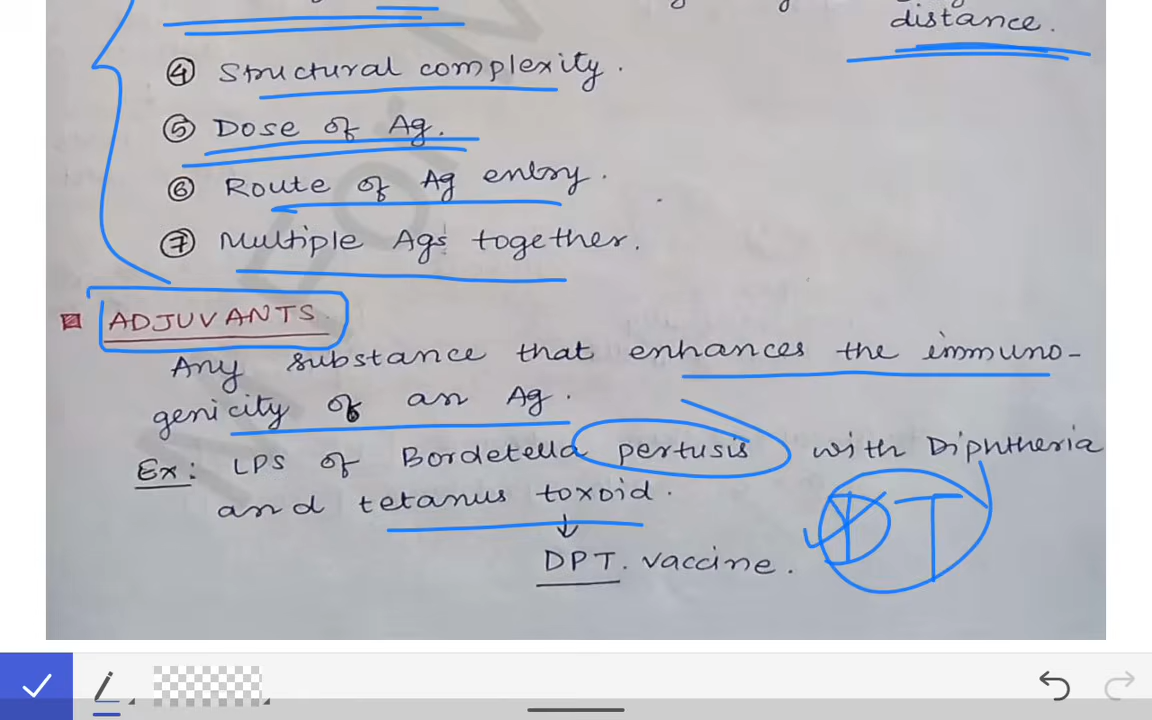 distance.
④ Structural complexity.
⑤ Dose of Ag.
⑥ Route of Ag entry.
⑦ Multiple Ags together.
ADJUVANTS.
Any substance that enhances the immuno-
genicity of an Ag.
Ex: LPS of Bordetella pertusis with Diphtheria
and tetanus toxoid.
DT
DPT. vaccine.